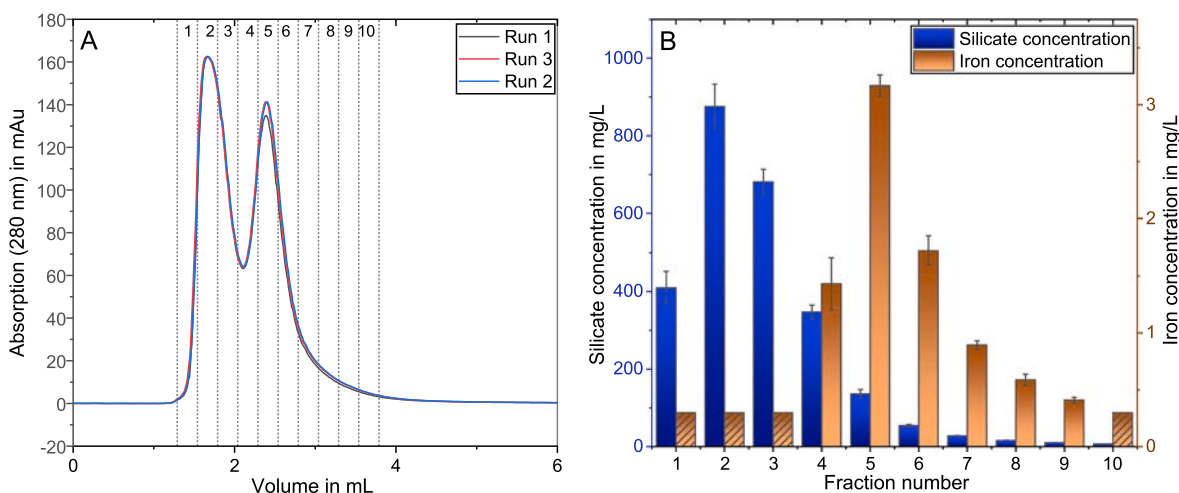 A
1 2 3 4 5 6 7 8 9 10
Run 1
Run 3
Run 2
180
160
140
120
100
80
60
40
20
0
-20
Absorption (280 nm) in mAu
0 2 4 6
Volume in mL
B
Silicate concentration
Iron concentration
1000
800
600
400
200
0
Silicate concentration in mg/L
3
2
1
0
Iron concentration in mg/L
1 2 3 4 5 6 7 8 9 10
Fraction number